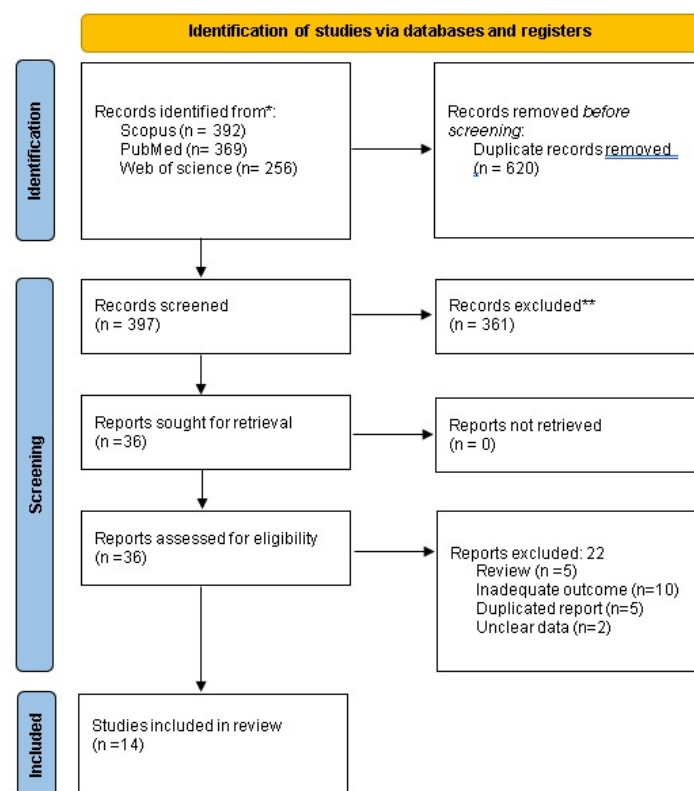 Identification of studies via databases and registers
Identification
Records identified from*:
Scopus (n = 392)
PubMed (n = 369)
Web of science (n= 256)
Records removed before
screening:
Duplicate records removed
(n = 620)
Screening
Records screened
(n = 397)
Records excluded**
(n = 361)
Reports sought for retrieval
(n =36)
Reports not retrieved
(n = 0)
Reports assessed for eligibility
(n =36)
Reports excluded: 22
Review (n =5)
Inadequate outcome (n=10)
Duplicated report (n=5)
Unclear data (n=2)
Included
Studies included in review
(n =14)